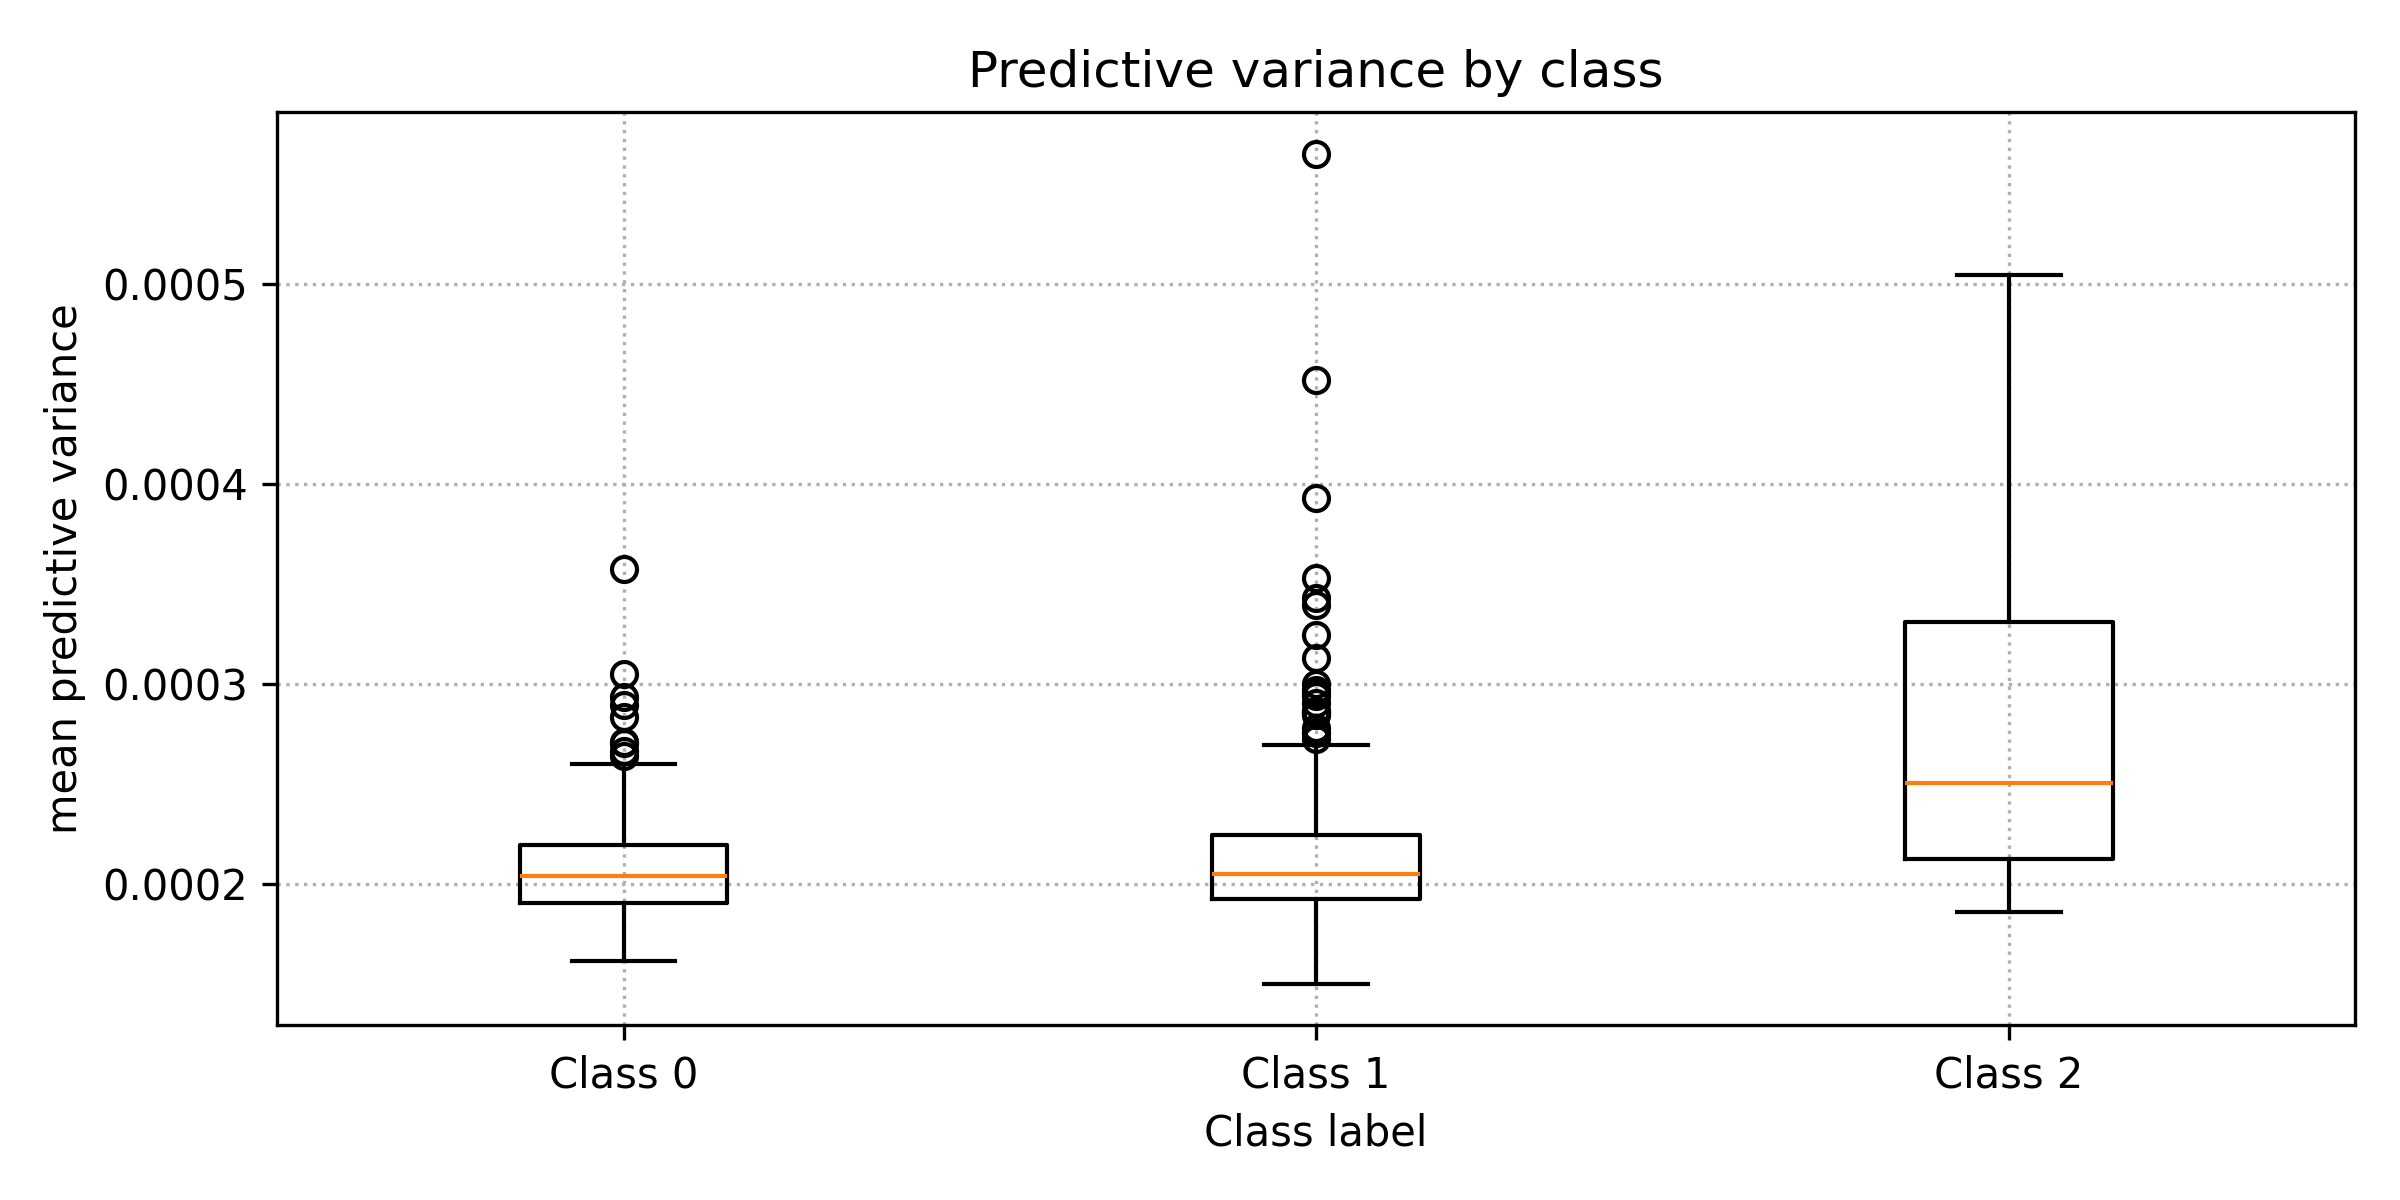 Predictive variance by class
mean predictive variance
0.0005
0.0004
0.0003
0.0002
Class 0
Class 1
Class 2
Class label